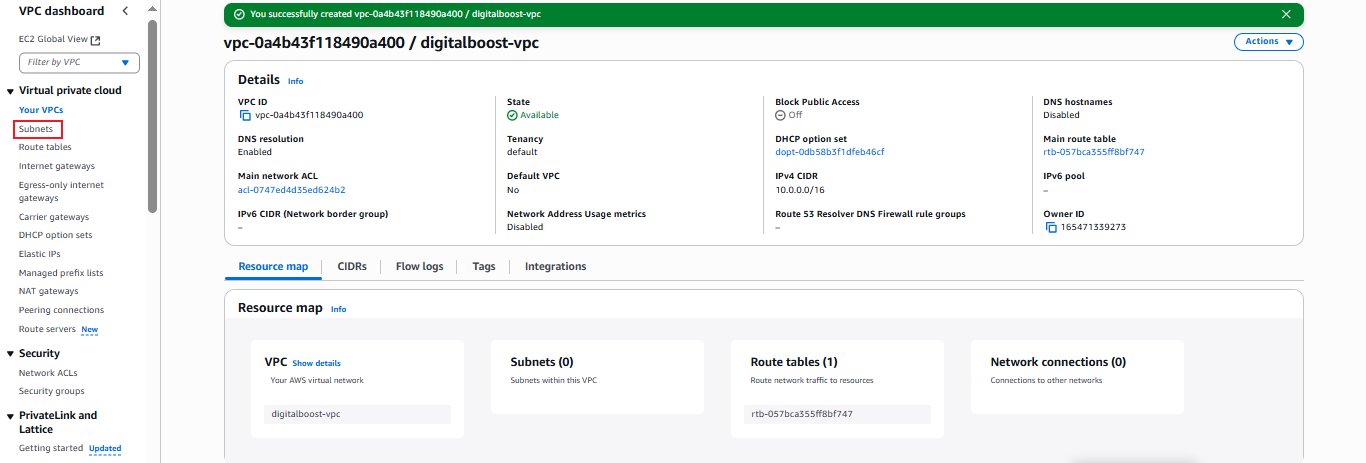 VPC dashboard
EC2 Global View
Filter by VPC
Virtual private cloud
Your VPCs
Subnets
Route tables
Internet gateways
Egress-only internet
gateways
Carrier gateways
DHCP option sets
Elastic IPs
Managed prefix lists
NAT gateways
Peering connections
Route servers New
Security
Network ACLs
Security groups
PrivateLink and
Lattice
Getting started Updated
You successfully created vpc-0a4b43f118490a400 / digitalboost-vpc
vpc-0a4b43f118490a400 / digitalboost-vpc
Actions
Details Info
VPC ID
vpc-0a4b43f118490a400
State
Available
Block Public Access
Off
DNS hostnames
Disabled
DNS resolution
Enabled
Tenancy
default
DHCP option set
dopt-0db58b3f1dfeb46cf
Main route table
rtb-057bca355ff8bf747
Main network ACL
acl-0747ed4d35ed624b2
Default VPC
No
IPv4 CIDR
10.0.0.0/16
IPv6 pool
–
IPv6 CIDR (Network border group)
–
Network Address Usage metrics
Disabled
Route 53 Resolver DNS Firewall rule groups
–
Owner ID
165471339273
Resource map
CIDRs
Flow logs
Tags
Integrations
Resource map Info
VPC Show details
Your AWS virtual network
digitalboost-vpc
Subnets (0)
Subnets within this VPC
Route tables (1)
Route network traffic to resources
rtb-057bca355ff8bf747
Network connections (0)
Connections to other networks